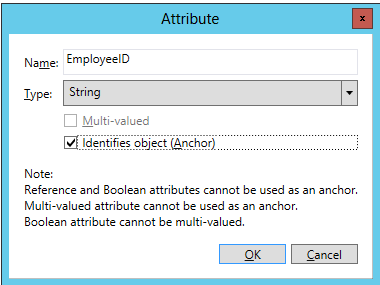 Attribute
x
Name: EmployeeID
Type: String
Multi-valued
Identifies object (Anchor)
Note:
Reference and Boolean attributes cannot be used as an anchor.
Multi-valued attribute cannot be used as an anchor.
Boolean attribute cannot be multi-valued.
OK Cancel